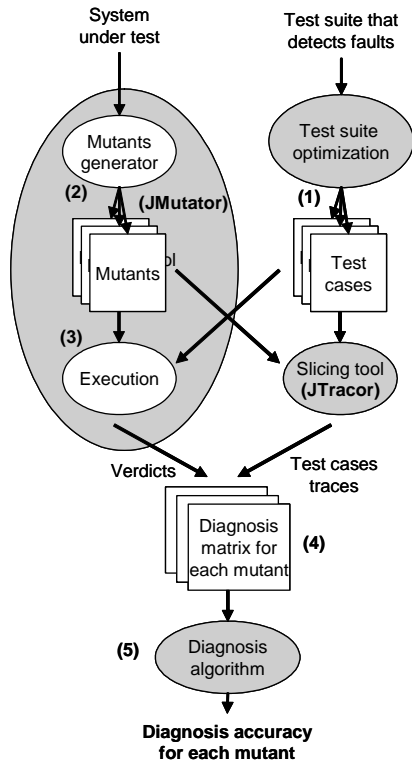 System
under test
Test suite that
detects faults
Mutants
generator
Test suite
optimization
(2)
(JMutator)
(1)
Mutants
Test
cases
(3)
Execution
Slicing tool
(JTracor)
Verdicts
Test cases
traces
Diagnosis
matrix for
each mutant
(4)
(5)
Diagnosis
algorithm
Diagnosis accuracy
for each mutant